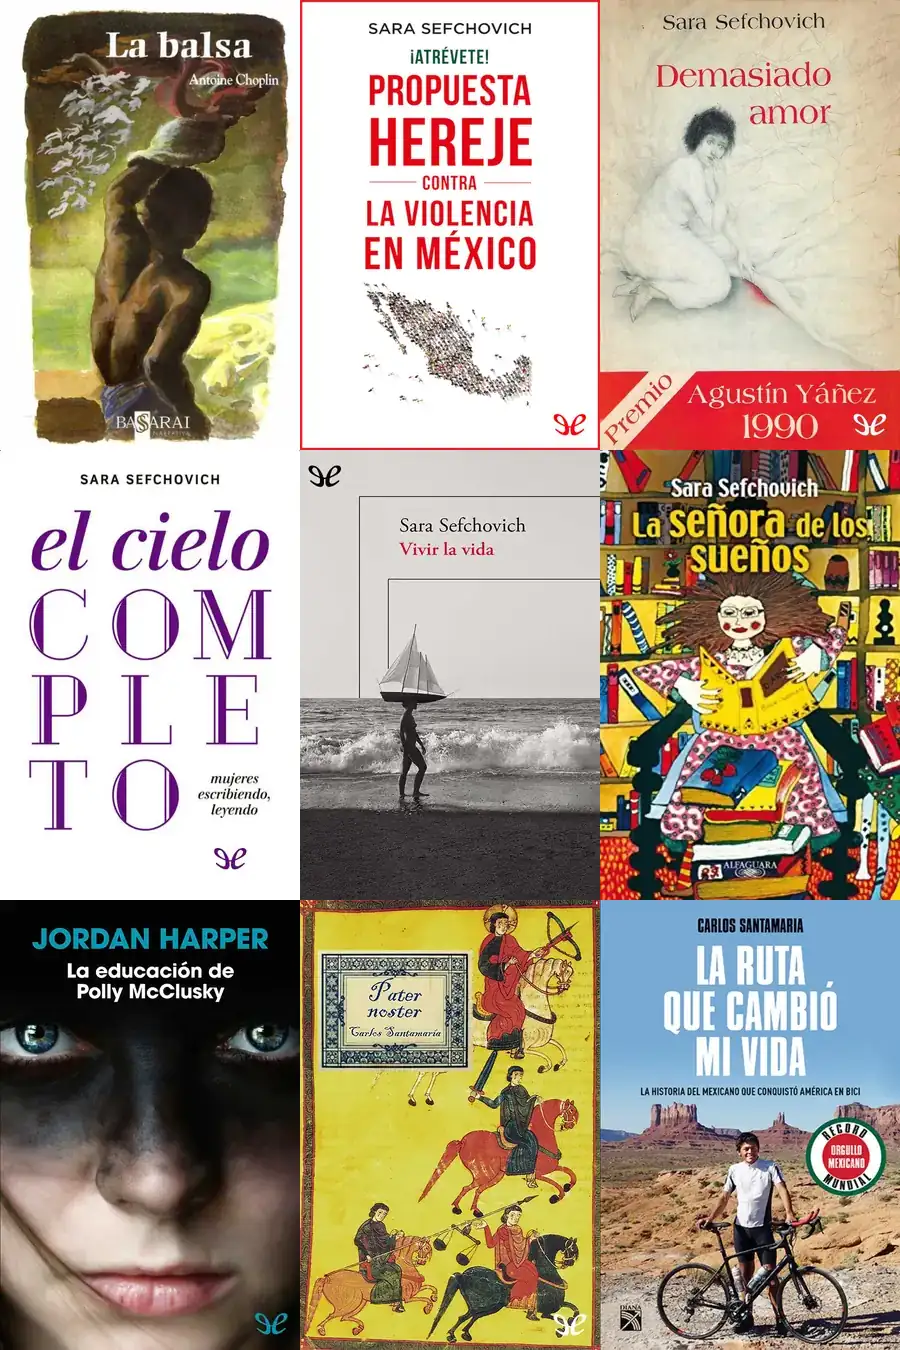 La balsa
Antoine Choplin
BASSARAI
SARA SEFCHOVICH
¡ATRÉVETE!
PROPUESTA
HEREJE
CONTRA
LA VIOLENCIA
EN MÉXICO
Sara Sefchovich
Demasiado
amor
Premio
Agustín Yáñez
1990
SARA SEFCHOVICH
el cielo
COM
PLE
TO
mujeres
escribiendo,
leyendo
Sara Sefchovich
Vivir la vida
Sara Sefchovich
La señora de los
sueños
ALFAGUARA
JORDAN HARPER
La educación de
Polly McClusky
Pater
noster
Carlos Santamaría
CARLOS SANTAMARIA
LA RUTA
QUE CAMBIÓ
MI VIDA
LA HISTORIA DEL MEXICANO QUE CONQUISTÓ AMÉRICA EN BICI
RÉCORD
ORGULLO
MEXICANO
MUNDIAL
DIANA